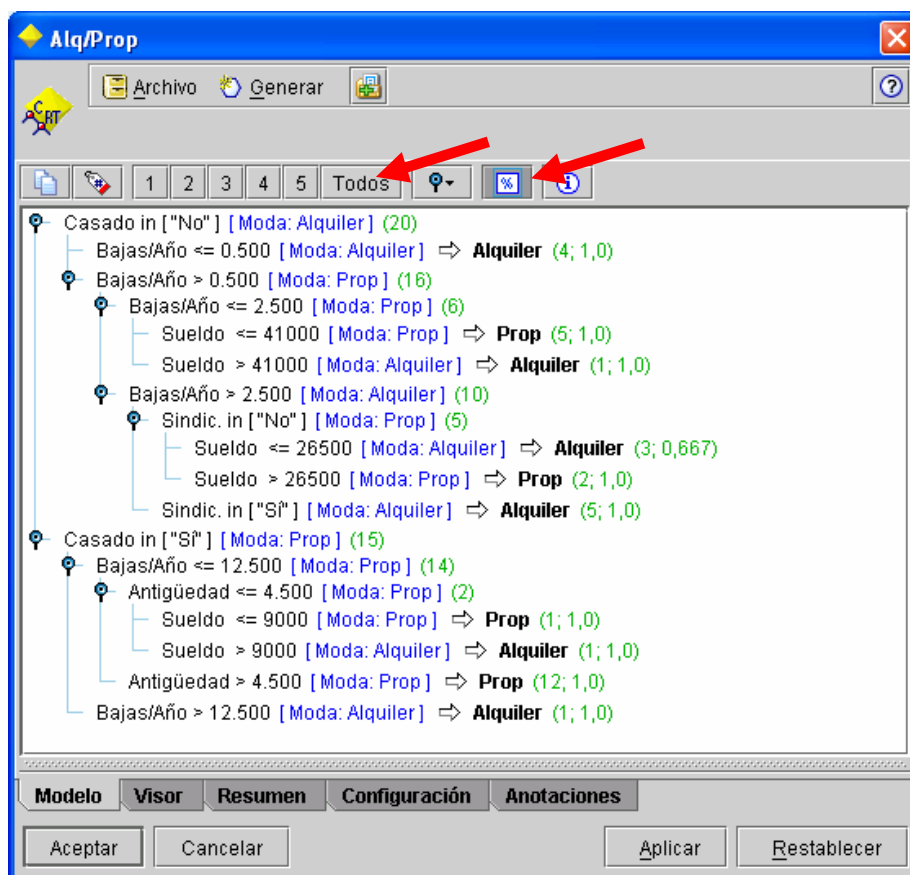 Alq/Prop
Archivo Generar
C&RT
1 2 3 4 5 Todos %
Casado in ["No"] [Moda: Alquiler] (20)
Bajas/Año <= 0.500 [Moda: Alquiler] ⇨ Alquiler (4; 1,0)
Bajas/Año > 0.500 [Moda: Prop] (16)
Bajas/Año <= 2.500 [Moda: Prop] (6)
Sueldo <= 41000 [Moda: Prop] ⇨ Prop (5; 1,0)
Sueldo > 41000 [Moda: Alquiler] ⇨ Alquiler (1; 1,0)
Bajas/Año > 2.500 [Moda: Alquiler] (10)
Sindic. in ["No"] [Moda: Prop] (5)
Sueldo <= 26500 [Moda: Alquiler] ⇨ Alquiler (3; 0,667)
Sueldo > 26500 [Moda: Prop] ⇨ Prop (2; 1,0)
Sindic. in ["Sí"] [Moda: Alquiler] ⇨ Alquiler (5; 1,0)
Casado in ["Sí"] [Moda: Prop] (15)
Bajas/Año <= 12.500 [Moda: Prop] (14)
Antigüedad <= 4.500 [Moda: Prop] (2)
Sueldo <= 9000 [Moda: Prop] ⇨ Prop (1; 1,0)
Sueldo > 9000 [Moda: Alquiler] ⇨ Alquiler (1; 1,0)
Antigüedad > 4.500 [Moda: Prop] ⇨ Prop (12; 1,0)
Bajas/Año > 12.500 [Moda: Alquiler] ⇨ Alquiler (1; 1,0)
Modelo Visor Resumen Configuración Anotaciones
Aceptar Cancelar Aplicar Restablecer